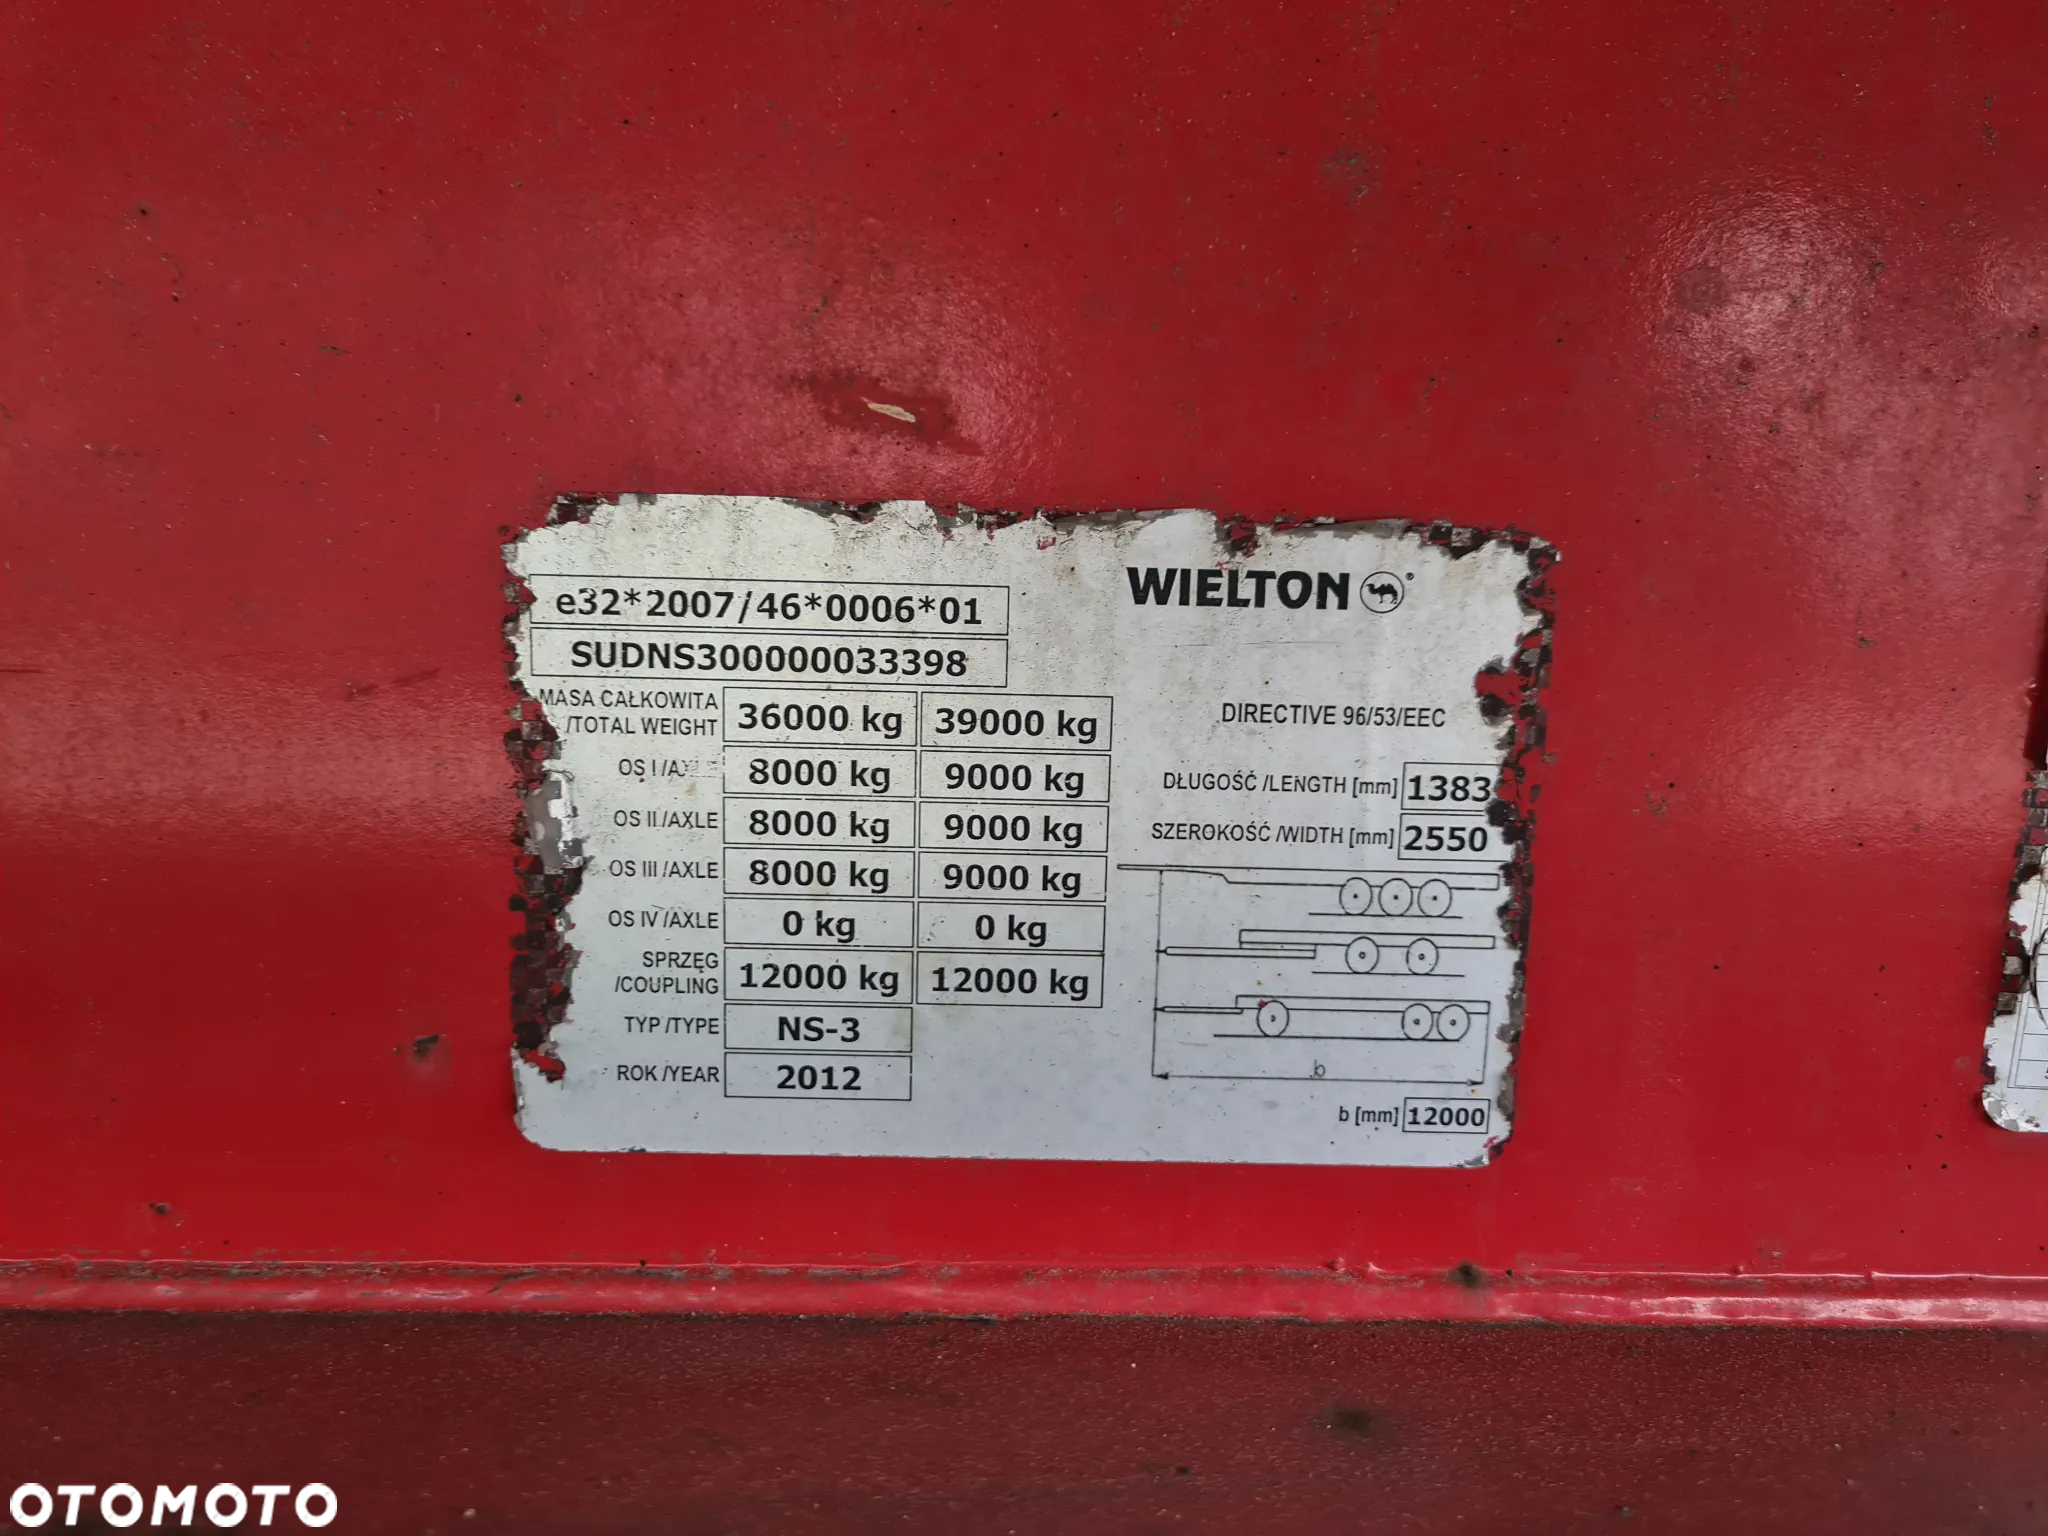 WIELTON
e32*2007/46*0006*01
SUDNS300000033398
MASA CAŁKOWITA
/TOTAL WEIGHT 36000 kg 39000 kg
DIRECTIVE 96/53/EEC
OS I /AXLE 8000 kg 9000 kg
DŁUGOŚĆ /LENGTH [mm] 1383
OS II /AXLE 8000 kg 9000 kg
SZEROKOŚĆ /WIDTH [mm] 2550
OS III /AXLE 8000 kg 9000 kg
OS IV /AXLE 0 kg 0 kg
SPRZĘG
/COUPLING 12000 kg 12000 kg
TYP /TYPE NS-3
ROK /YEAR 2012
b
b [mm] 12000
OTOMOTO